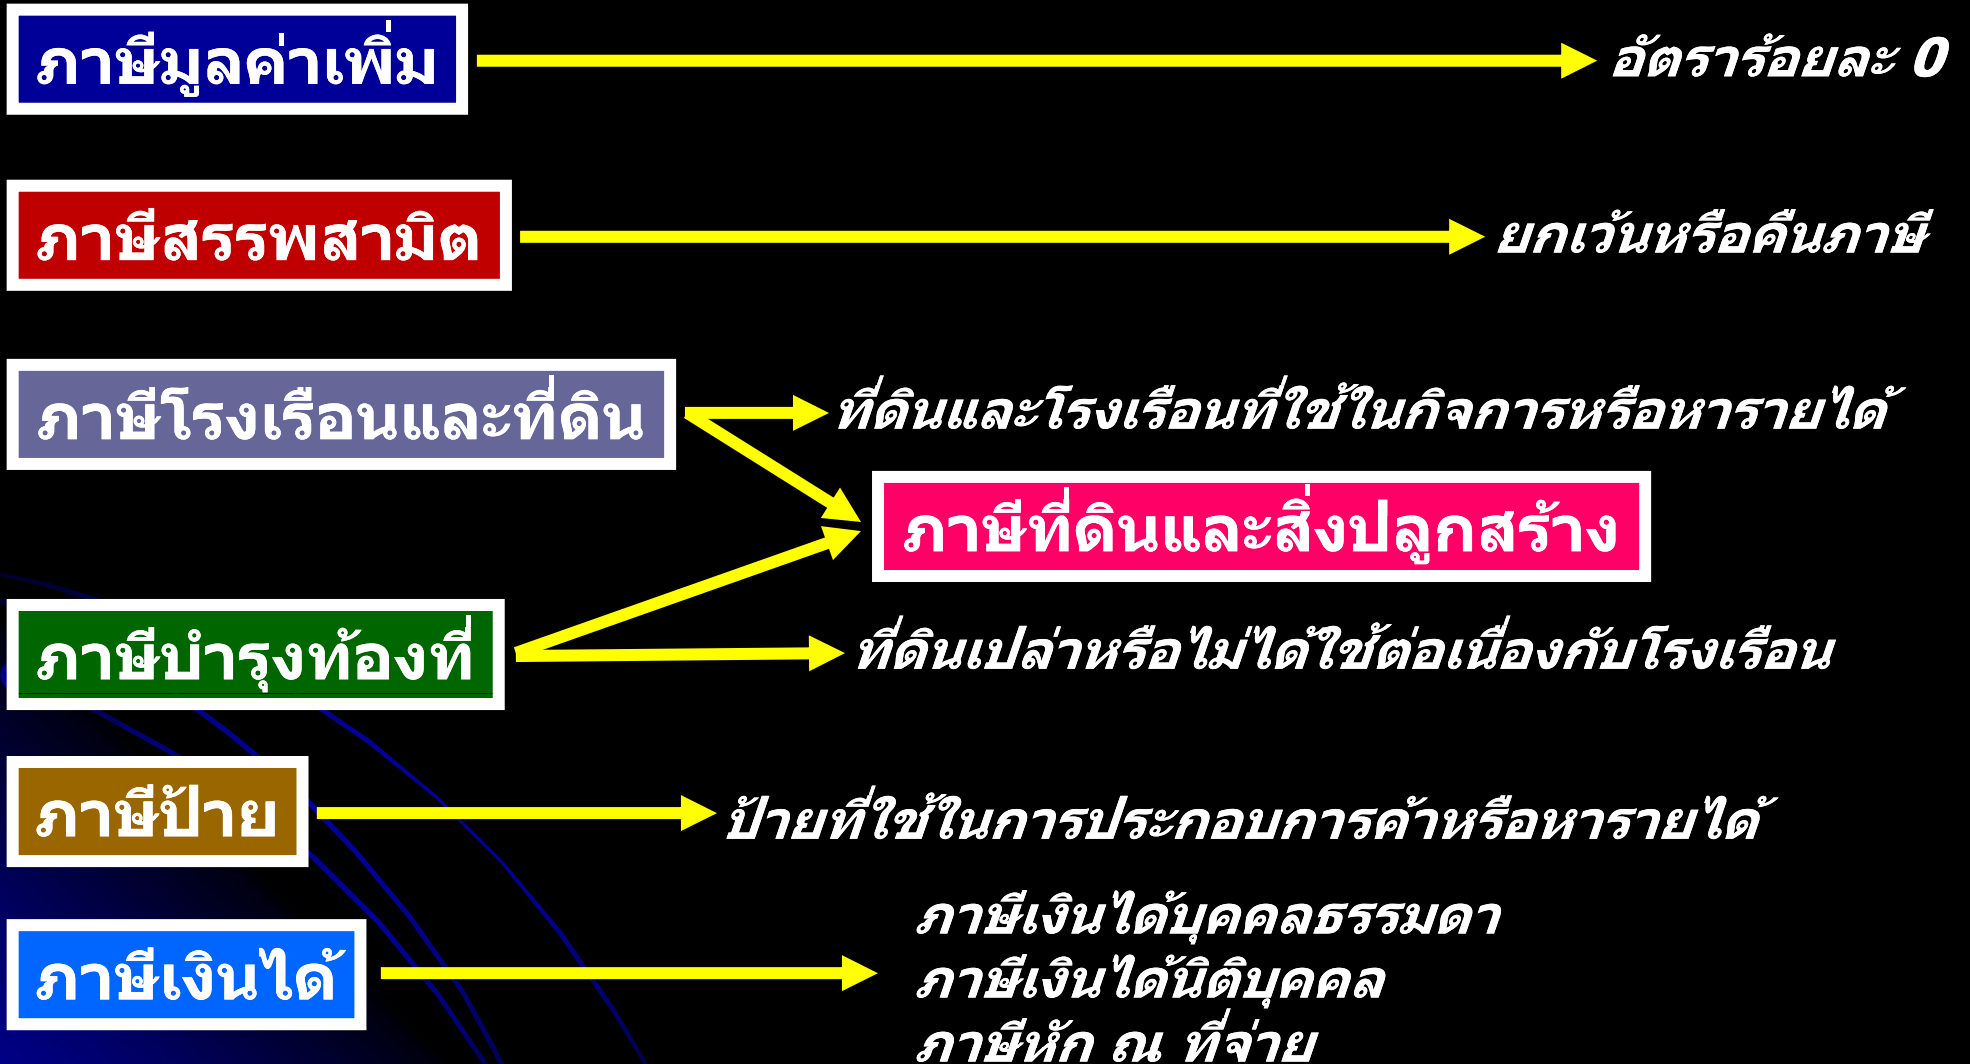 ภาษีมูลค่าเพิ่ม
อัตราร้อยละ 0
ภาษีสรรพสามิต
ยกเว้นหรือคืนภาษี
ภาษีโรงเรือนและที่ดิน
ที่ดินและโรงเรือนที่ใช้ในกิจการหรือหารายได้
ภาษีที่ดินและสิ่งปลูกสร้าง
ภาษีบำรุงท้องที่
ที่ดินเปล่าหรือไม่ได้ใช้ต่อเนื่องกับโรงเรือน
ภาษีป้าย
ป้ายที่ใช้ในการประกอบการค้าหรือหารายได้
ภาษีเงินได้
ภาษีเงินได้บุคคลธรรมดา
ภาษีเงินได้นิติบุคคล
ภาษีหัก ณ ที่จ่าย